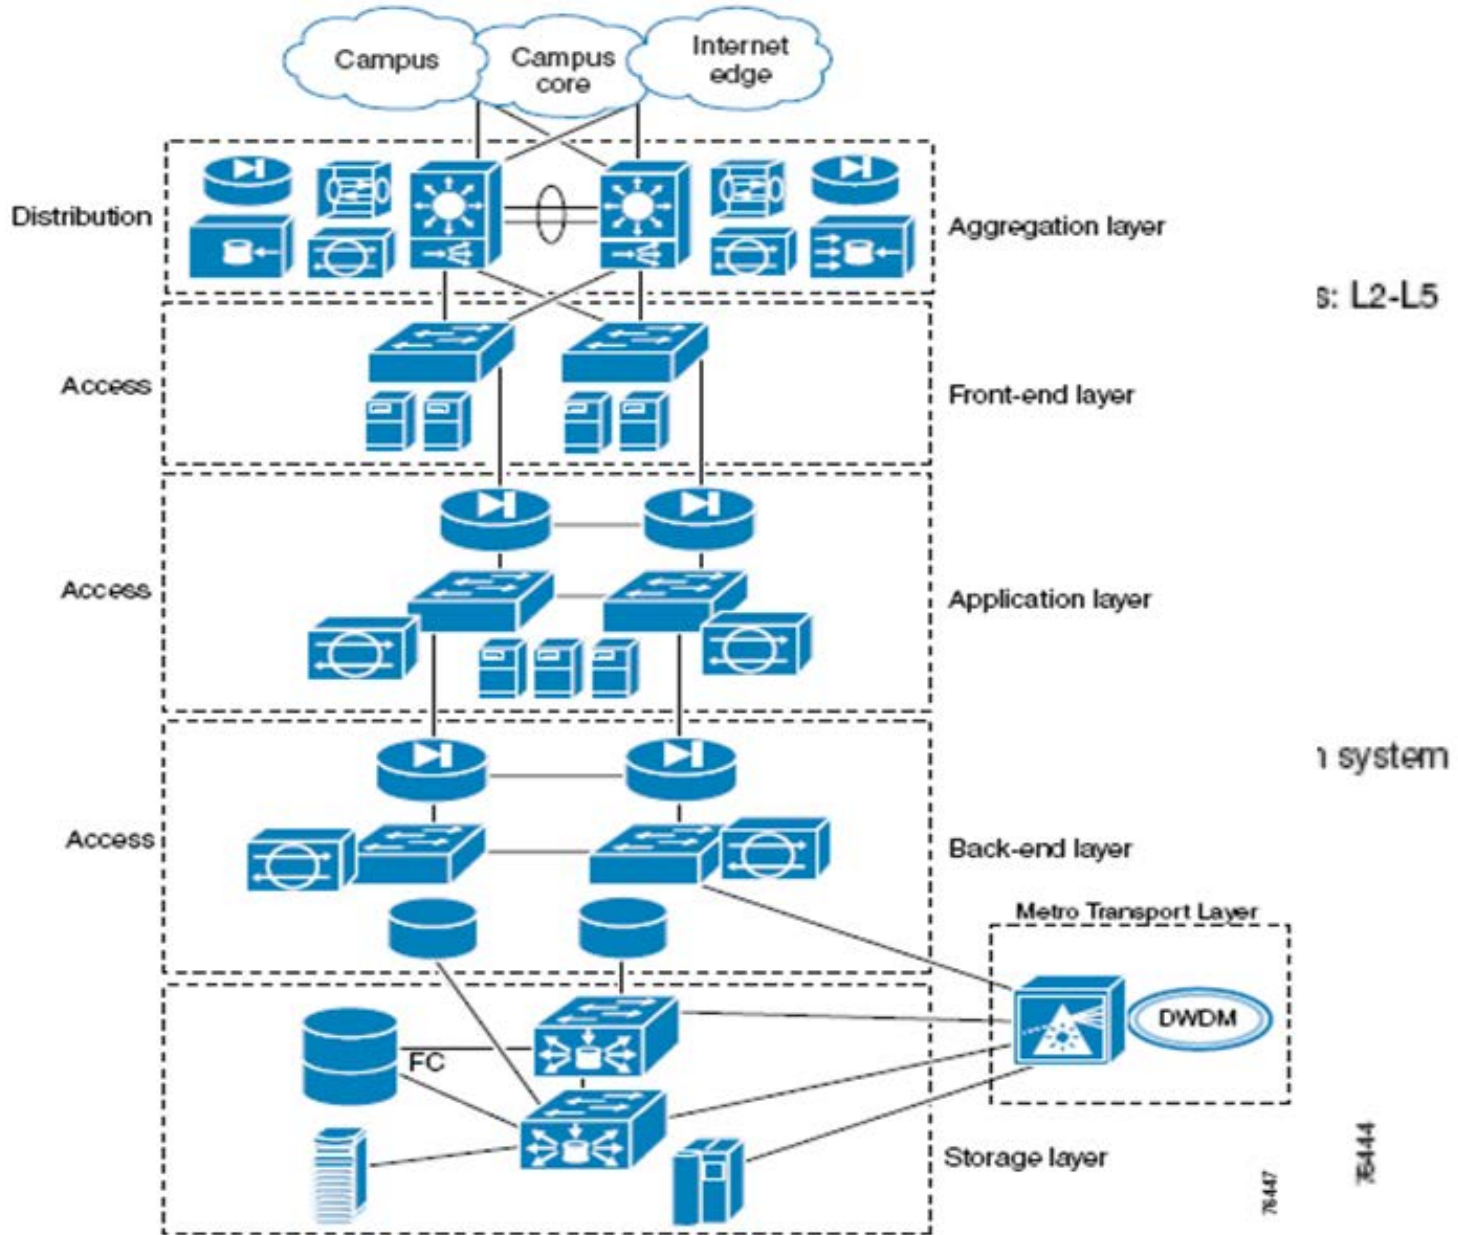 Campus
Campus
core
Internet
edge
Distribution
Aggregation layer
s: L2-L5
Access
Front-end layer
Access
Application layer
n system
Access
Back-end layer
Metro Transport Layer
DWDM
FC
Storage layer
76447
76444